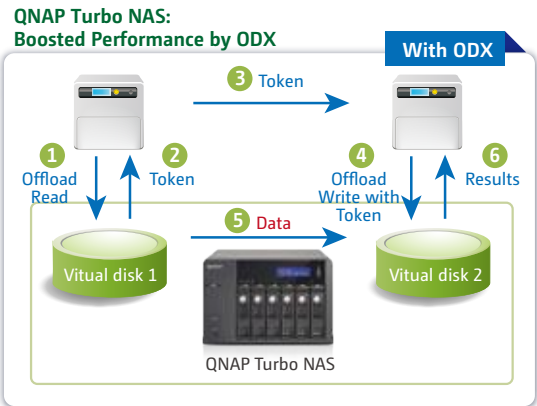 QNAP Turbo NAS:
Boosted Performance by ODX
With ODX
3 Token
1
Offload
Read
2
Token
4
Offload
Write with
Token
6
Results
5 Data
Vitual disk 1
Vitual disk 2
QNAP Turbo NAS